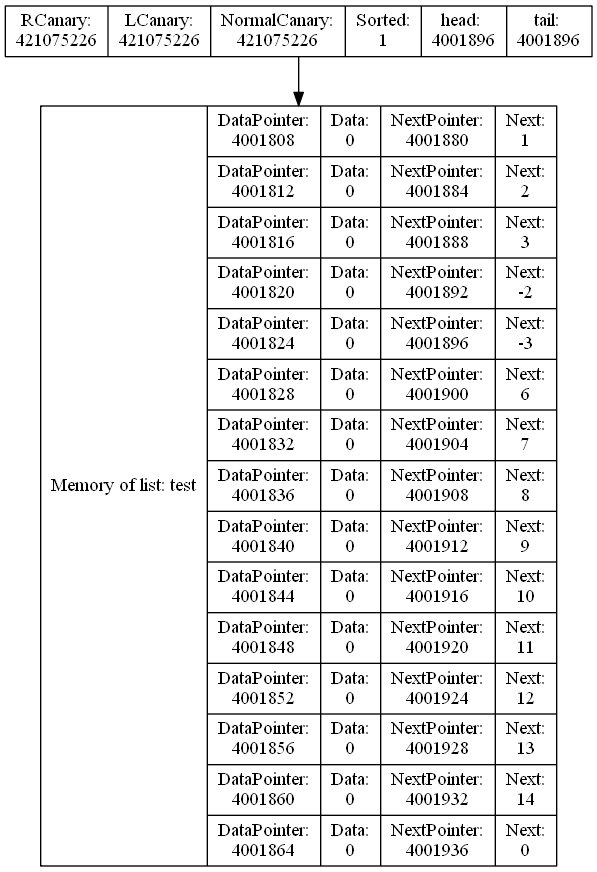 RCanary: LCanary: NormalCanary: Sorted: head: tail:
421075226 421075226 421075226 1 4001896 4001896
DataPointer: Data: NextPointer: Next:
4001808 0 4001880 1
DataPointer: Data: NextPointer: Next:
4001812 0 4001884 2
DataPointer: Data: NextPointer: Next:
4001816 0 4001888 3
DataPointer: Data: NextPointer: Next:
4001820 0 4001892 -2
DataPointer: Data: NextPointer: Next:
4001824 0 4001896 -3
DataPointer: Data: NextPointer: Next:
4001828 0 4001900 6
DataPointer: Data: NextPointer: Next:
4001832 0 4001904 7
DataPointer: Data: NextPointer: Next:
Memory of list: test
4001836 0 4001908 8
DataPointer: Data: NextPointer: Next:
4001840 0 4001912 9
DataPointer: Data: NextPointer: Next:
4001844 0 4001916 10
DataPointer: Data: NextPointer: Next:
4001848 0 4001920 11
DataPointer: Data: NextPointer: Next:
4001852 0 4001924 12
DataPointer: Data: NextPointer: Next:
4001856 0 4001928 13
DataPointer: Data: NextPointer: Next:
4001860 0 4001932 14
DataPointer: Data: NextPointer: Next:
4001864 0 4001936 0